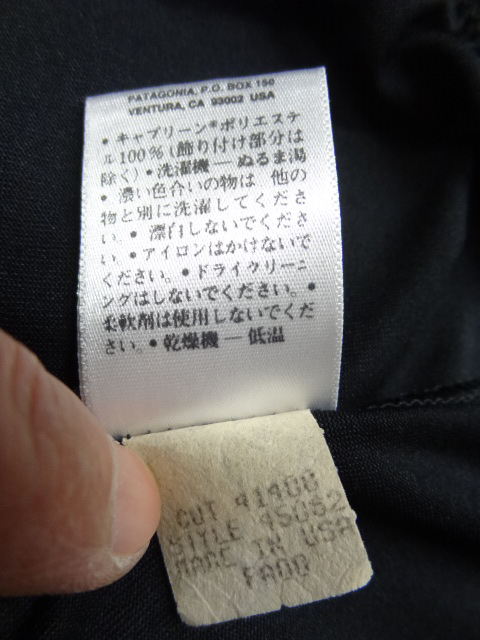 PATAGONIA, P.O. BOX 150
VENTURA, CA 93002 USA
• キャプリーン®ポリエステ
ル100%(飾り付け部分は
除く)• 洗濯機—ぬるま湯
• 濃い色合いの物は 他の
物と別に洗濯してくださ
い。• 漂白しないでくださ
い。• アイロンはかけないで
ください。• ドライクリーニ
ングはしないでください。•
柔軟剤は使用しないでくだ
さい。• 乾燥機—低温
CUT 41400
STYLE 45052
MADE IN USA
FA00